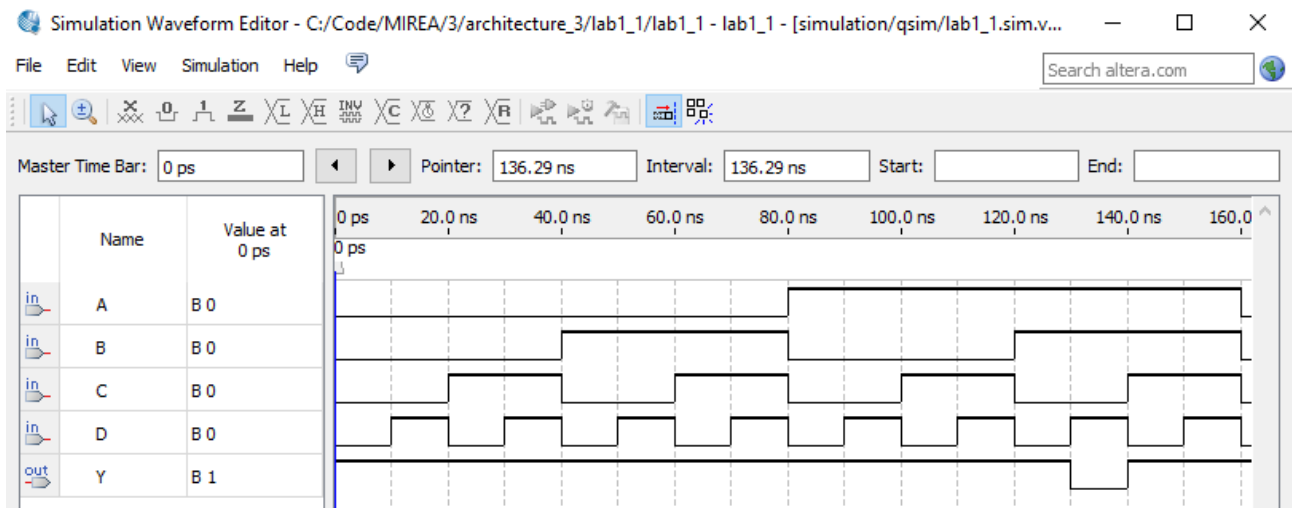 Simulation Waveform Editor - C:/Code/MIREA/3/architecture_3/lab1_1/lab1_1 - lab1_1 - [simulation/qsim/lab1_1.sim.v...
File Edit View Simulation Help
Search altera.com
Master Time Bar: 0 ps Pointer: 136.29 ns Interval: 136.29 ns Start: End:
Name Value at 0 ps
0 ps 20.0 ns 40.0 ns 60.0 ns 80.0 ns 100.0 ns 120.0 ns 140.0 ns 160.0
0 ps
in A B 0
in B B 0
in C B 0
in D B 0
out Y B 1